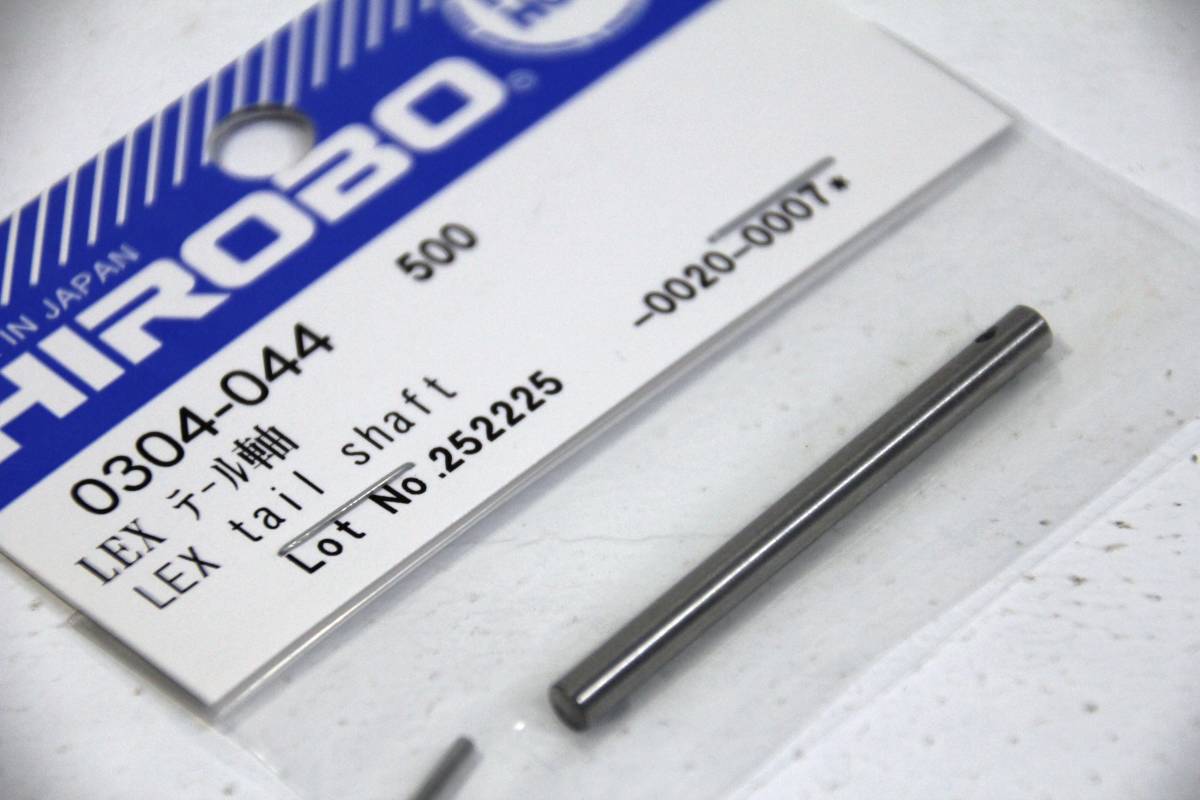 IN JAPAN
HIROBO
500
0304-044
LEX テール軸
LEX tail shaft
-0020-0007*
Lot No.252225